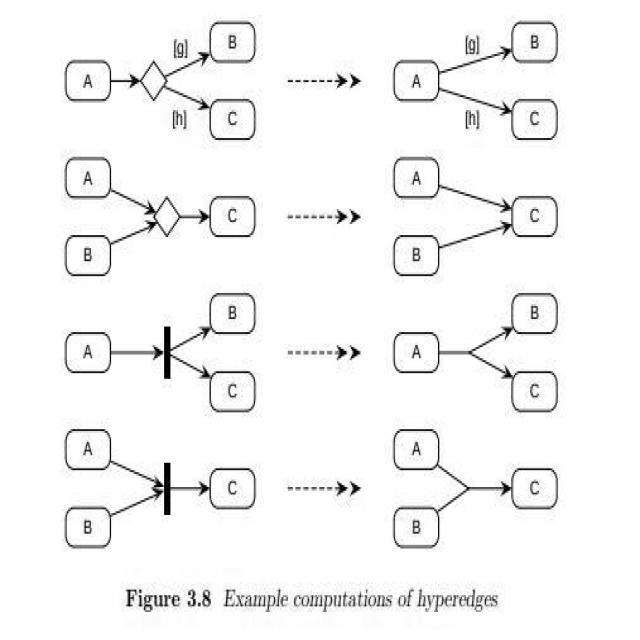 [g] B [g] B
A A
[h] C [h] C
A A
C C
B B
B B
A A
C C
A A
C C
B B
Figure 3.8 Example computations of hyperedges